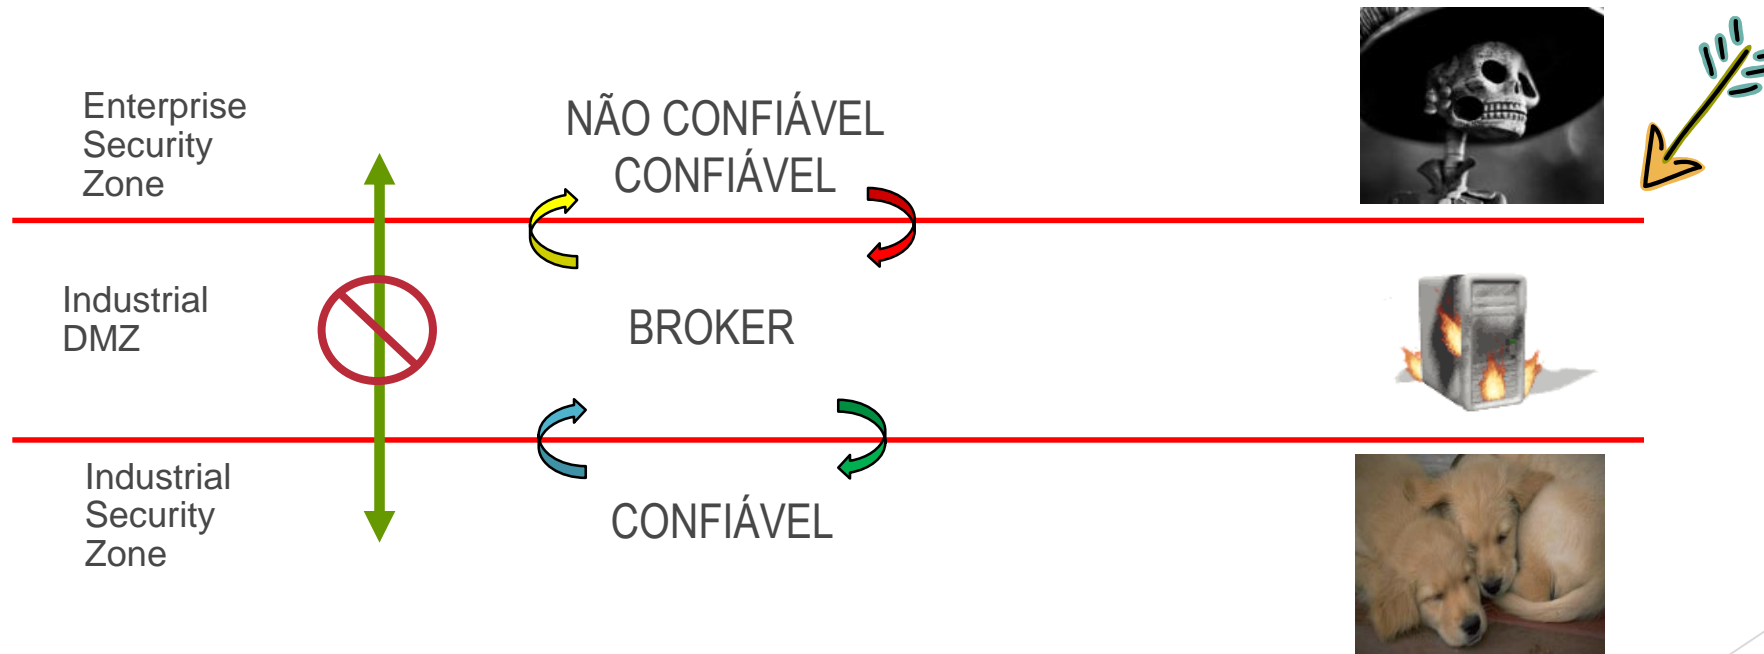 Enterprise
Security
Zone
NÃO CONFIÁVEL
CONFIÁVEL
Industrial
DMZ
BROKER
Industrial
Security
Zone
CONFIÁVEL